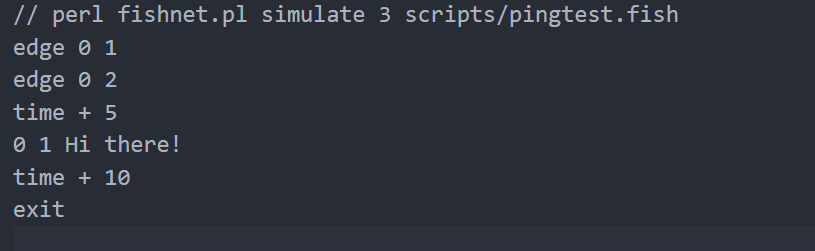 // perl fishnet.pl simulate 3 scripts/pingtest.fish
edge 0 1
edge 0 2
time + 5
0 1 Hi there!
time + 10
exit